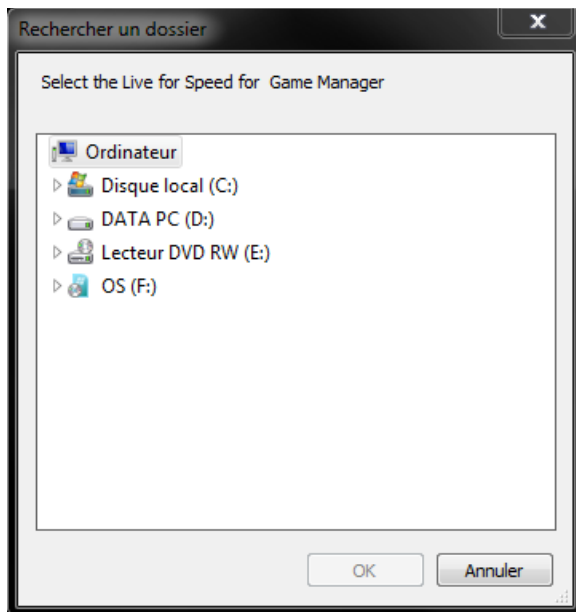 Rechercher un dossier
Select the Live for Speed for  Game Manager
Ordinateur
Disque local (C:)
DATA PC (D:)
Lecteur DVD RW (E:)
OS (F:)
OK
Annuler